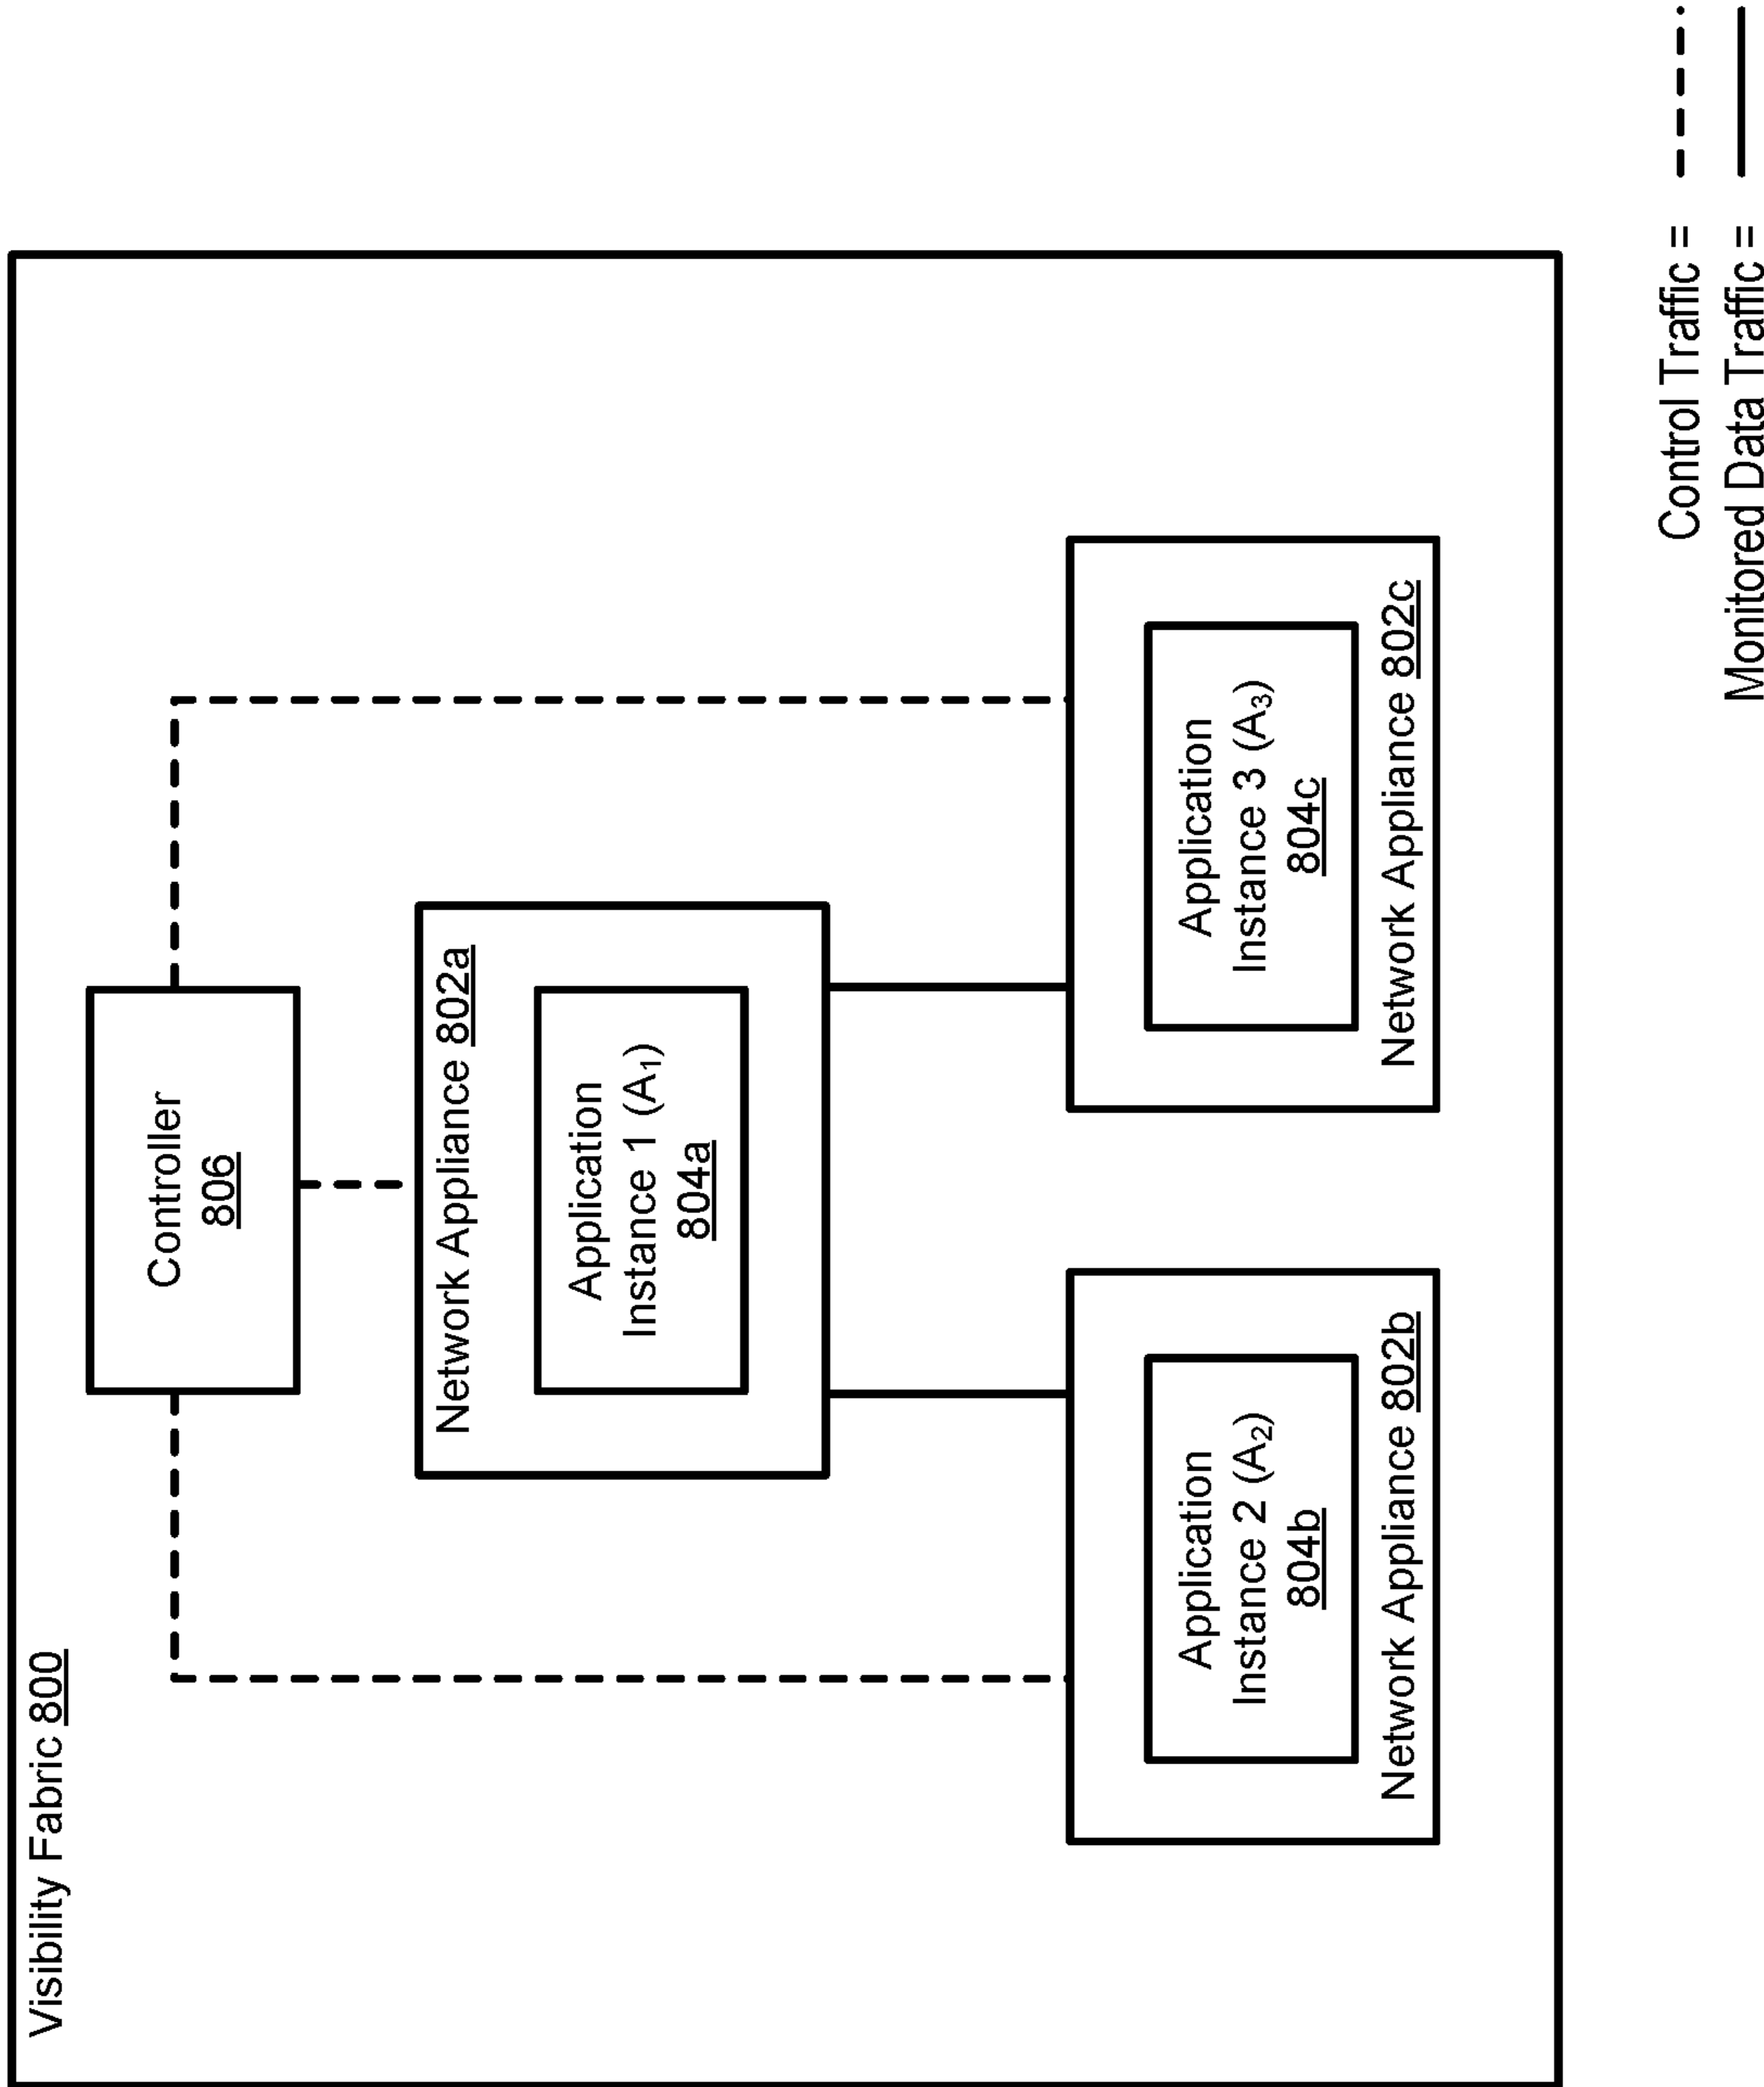 Visibility Fabric 800
Controller
806
Network Appliance 802a
Application
Instance 1 (A₁)
804a
Application
Instance 2 (A₂)
804b
Network Appliance 802b
Application
Instance 3 (A₃)
804c
Network Appliance 802c
Control Traffic =
Monitored Data Traffic =